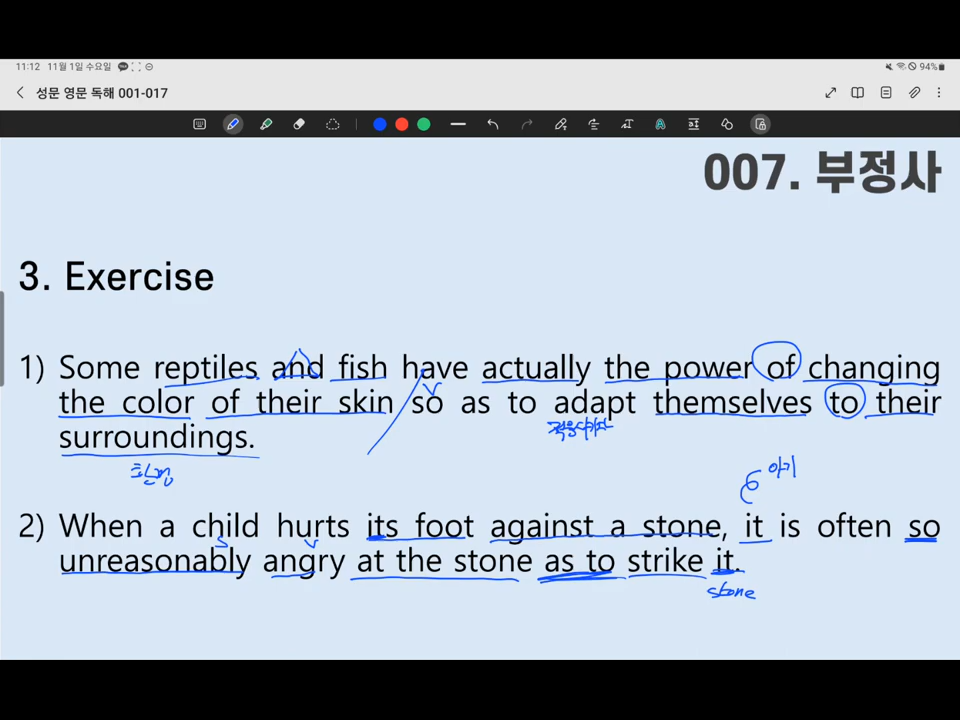 11:12 11월 1일 수요일
94%
성문 영문 독해 001-017
007. 부정사
3. Exercise
1) Some reptiles and fish have actually the power of changing
the color of their skin so as to adapt themselves to their
적응시키다
surroundings.
환경
아기
2) When a child hurts its foot against a stone, it is often so
S V
unreasonably angry at the stone as to strike it.
stone